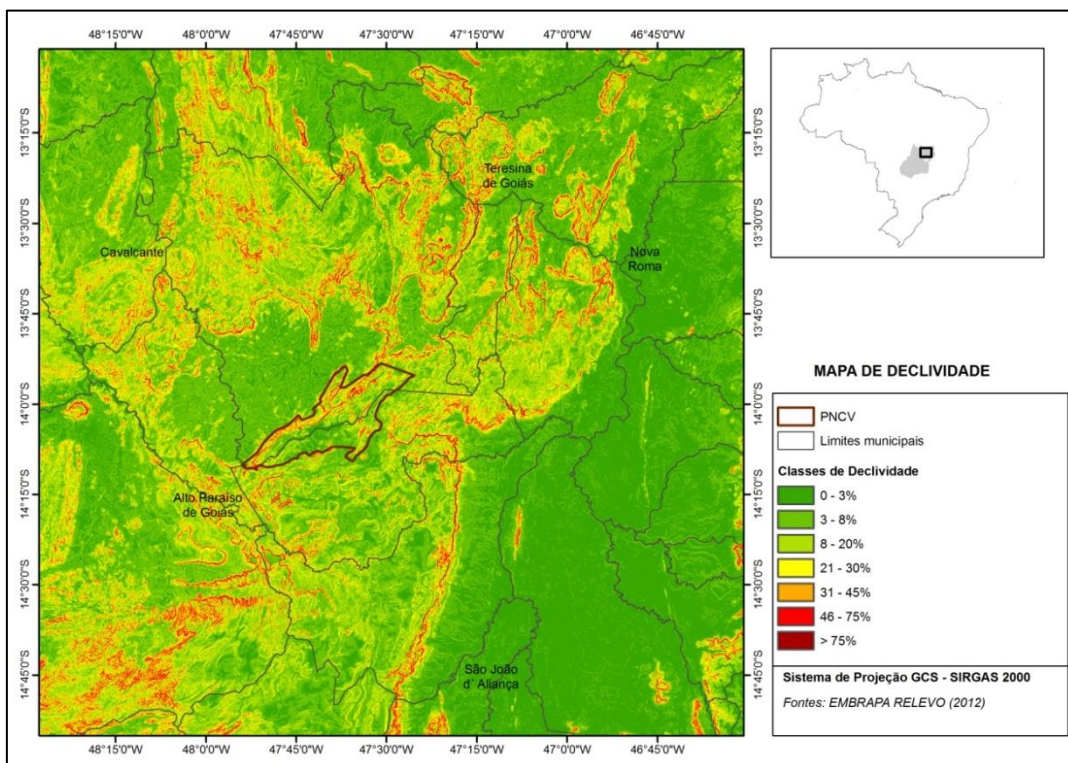 48°15'0"W 48°0'0"W 47°45'0"W 47°30'0"W 47°15'0"W 47°0'0"W 46°45'0"W
13°15'0"S
13°30'0"S
13°45'0"S
14°0'0"S
14°15'0"S
14°30'0"S
14°45'0"S
Teresina
de Goiás
Cavalcante
Nova
Roma
Alto Paraíso
de Goiás
São João
d´ Aliança
13°15'0"S
13°30'0"S
13°45'0"S
14°0'0"S
14°15'0"S
14°30'0"S
14°45'0"S
48°15'0"W 48°0'0"W 47°45'0"W 47°30'0"W 47°15'0"W 47°0'0"W 46°45'0"W
MAPA DE DECLIVIDADE
PNCV
Limites municipais
Classes de Declividade
0 - 3%
3 - 8%
8 - 20%
21 - 30%
31 - 45%
46 - 75%
> 75%
Sistema de Projeção GCS - SIRGAS 2000
Fontes: EMBRAPA RELEVO (2012)